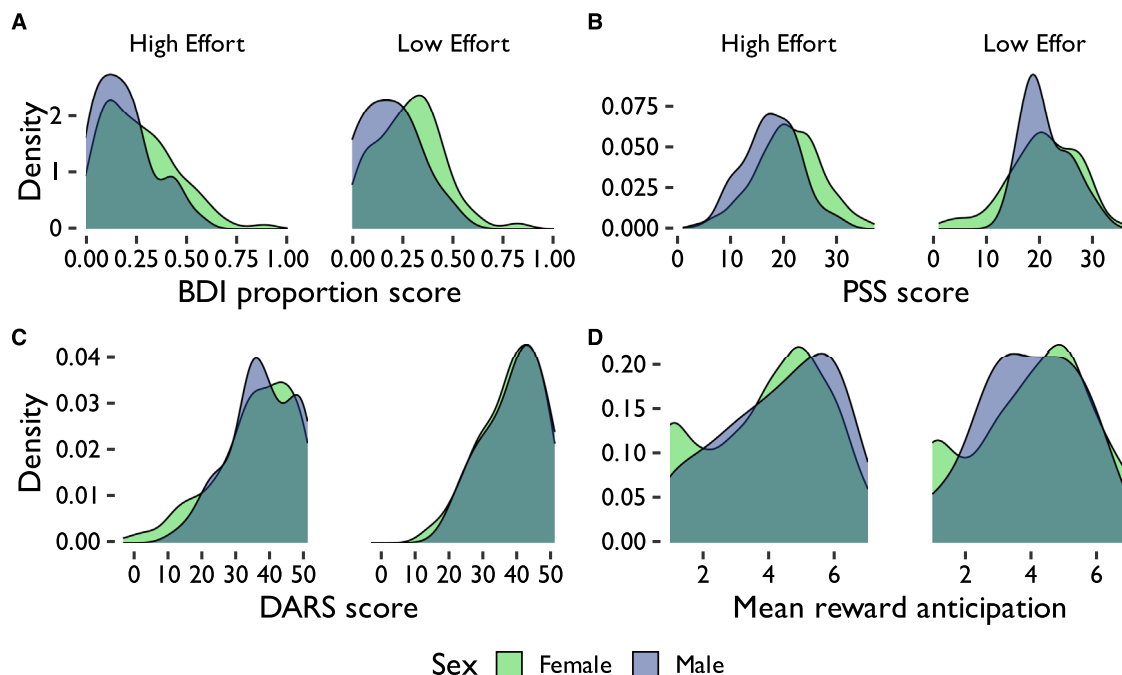 A
B
High Effort
Low Effort
High Effort
Low Effor
Density
2
1
0
0.075
0.050
0.025
0.000
0.00 0.25 0.50 0.75 1.00
0.00 0.25 0.50 0.75 1.00
0 10 20 30
0 10 20 30
BDI proportion score
PSS score
C
D
Density
0.04
0.03
0.02
0.01
0.00
0.20
0.15
0.10
0.05
0.00
0 10 20 30 40 50
0 10 20 30 40 50
2 4 6
2 4 6
DARS score
Mean reward anticipation
Sex Female Male